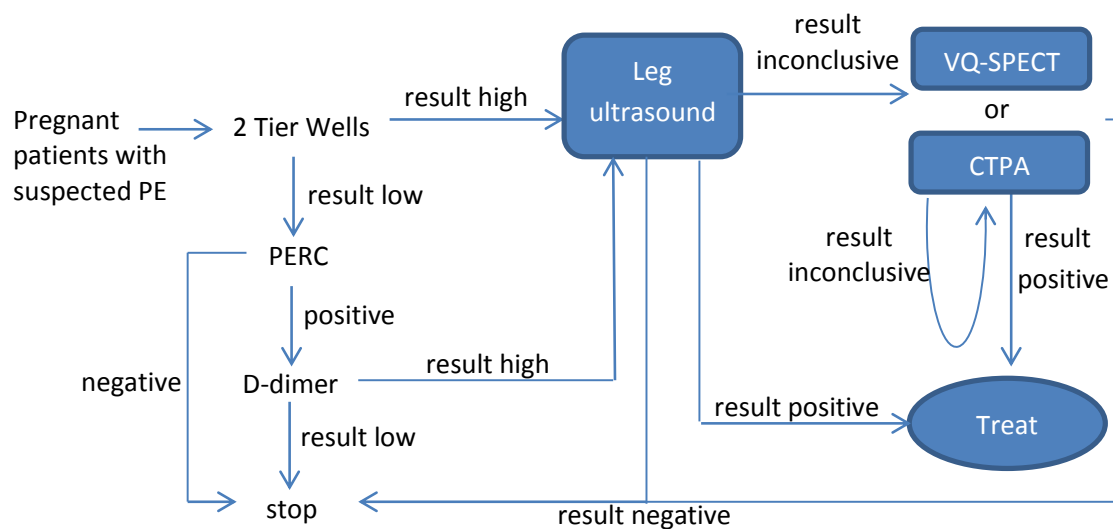 Pregnant
patients with
suspected PE
2 Tier Wells
result high
Leg
ultrasound
result
inconclusive
VQ-SPECT
or
CTPA
result low
PERC
result
inconclusive
result
positive
positive
negative
D-dimer
result high
result positive
Treat
result low
stop
result negative